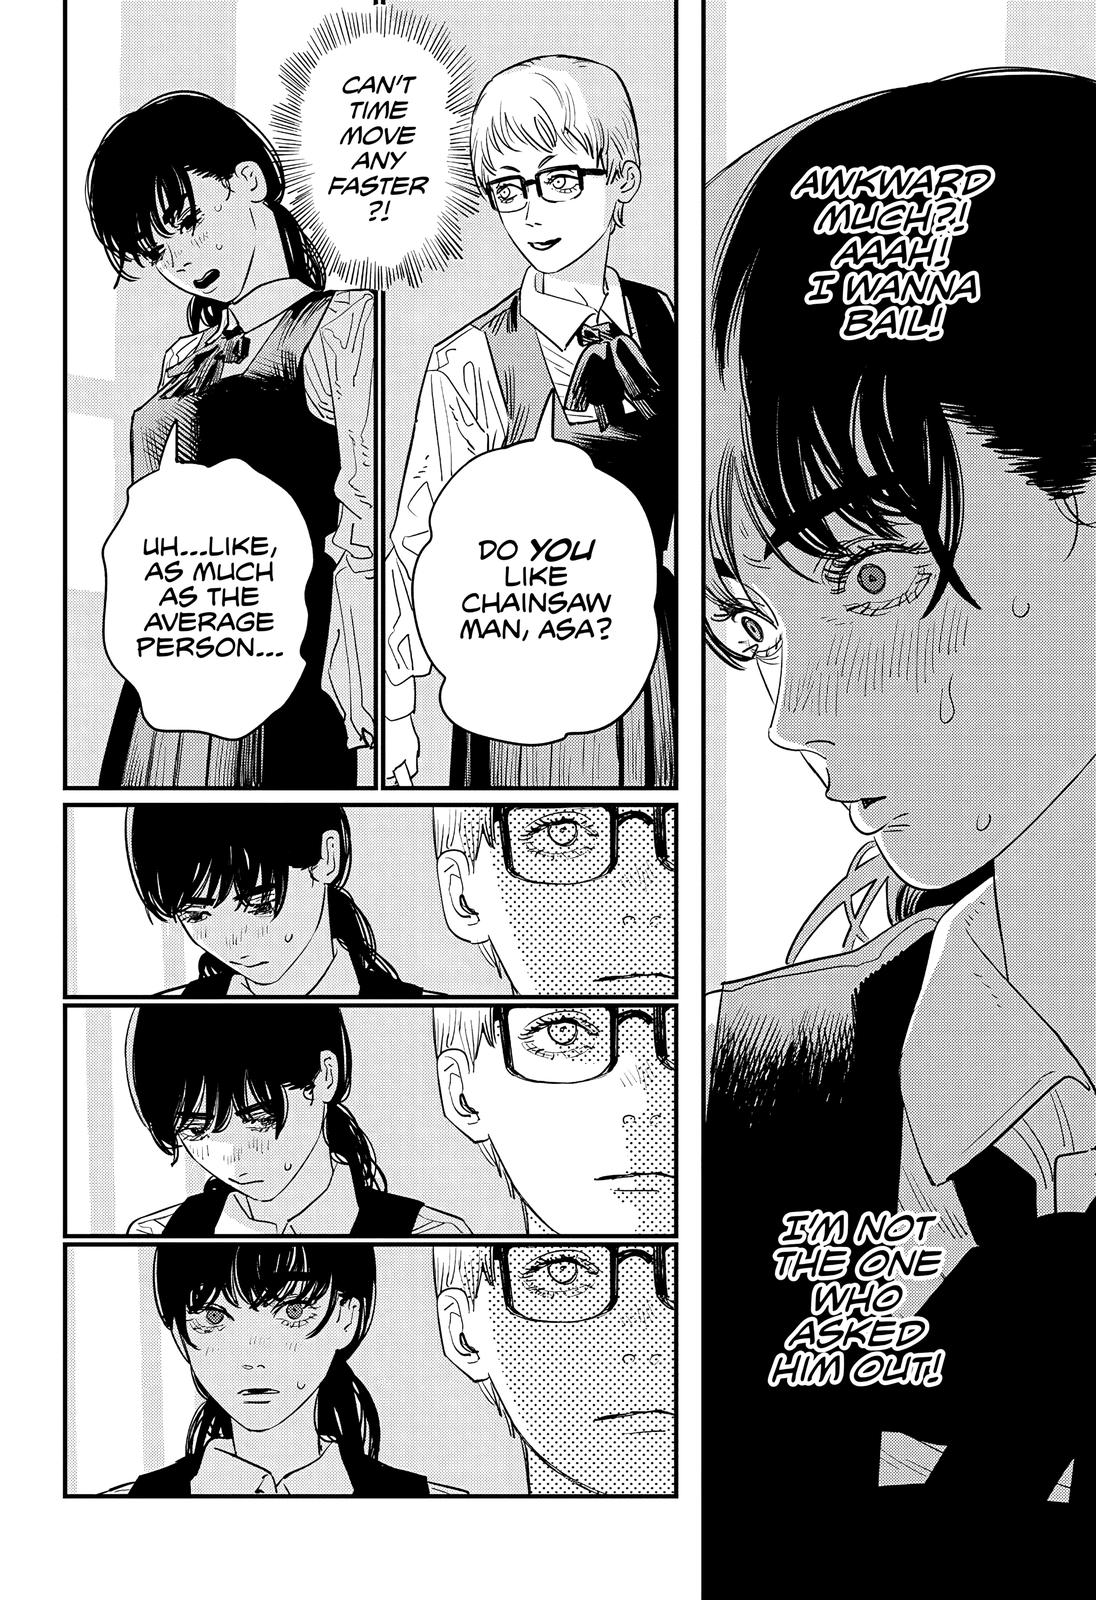 AWKWARD
MUCH?!
AAAH!
I WANNA
BAIL!
I'M NOT
THE ONE
WHO
ASKED
HIM OUT!
DO YOU
LIKE
CHAINSAW
MAN, ASA?
CAN'T
TIME
MOVE
ANY
FASTER
?!
UH...LIKE,
AS MUCH
AS THE
AVERAGE
PERSON...